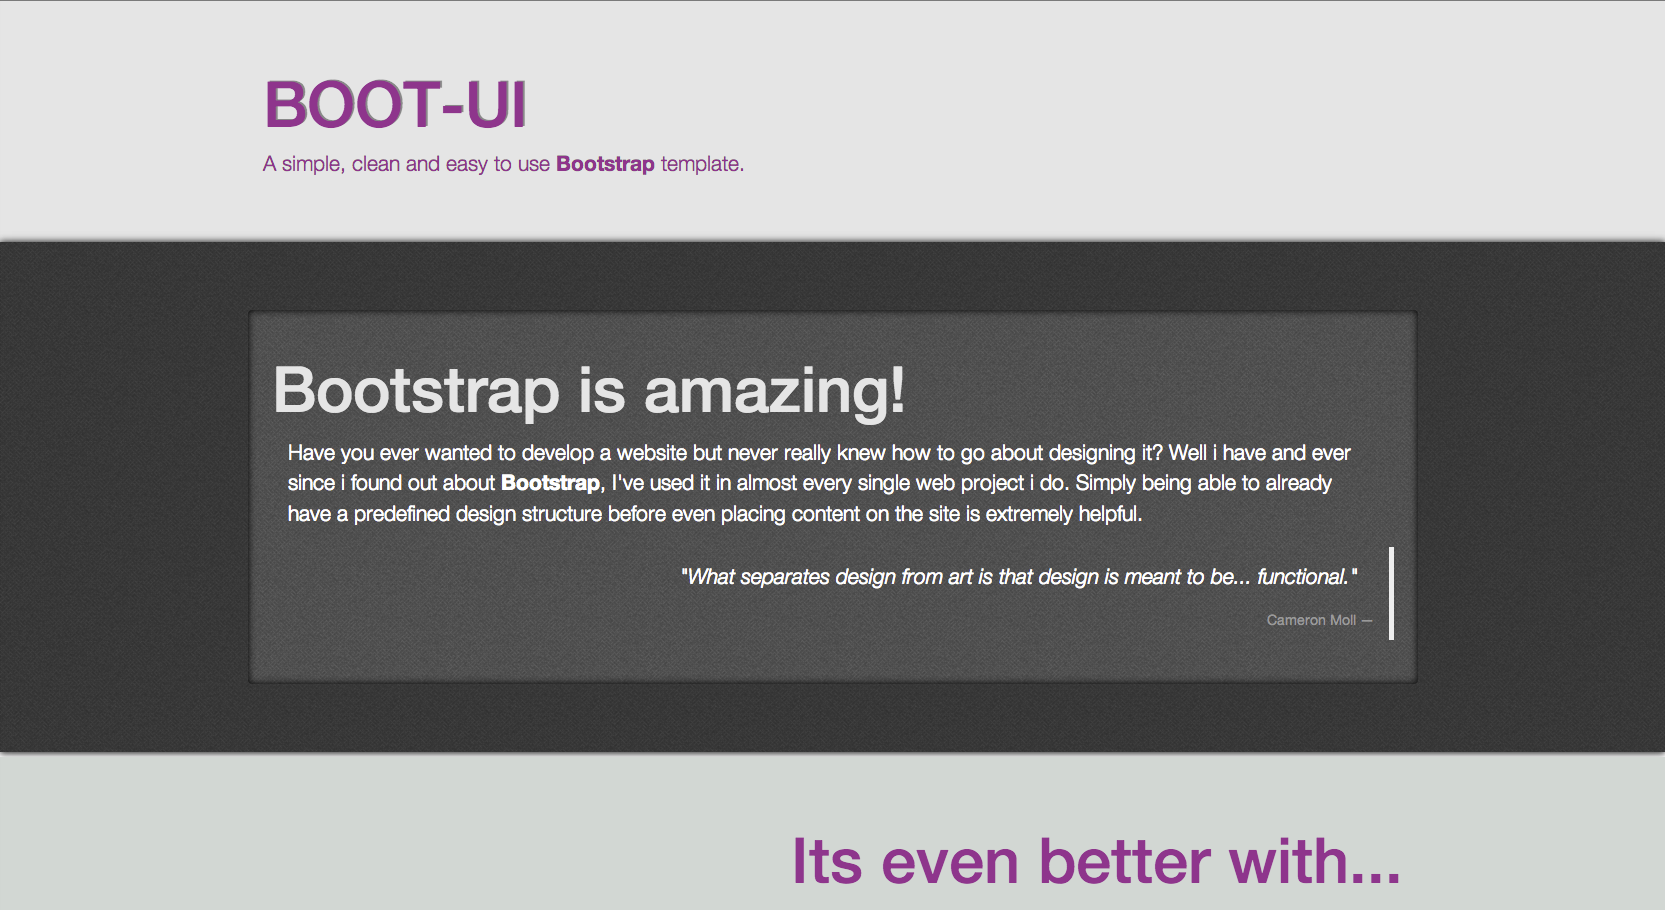 BOOT-UI
A simple, clean and easy to use Bootstrap template.
Bootstrap is amazing!
Have you ever wanted to develop a website but never really knew how to go about designing it? Well i have and ever
since i found out about Bootstrap, I've used it in almost every single web project i do. Simply being able to already
have a predefined design structure before even placing content on the site is extremely helpful.
"What separates design from art is that design is meant to be... functional."
Cameron Moll —
Its even better with...